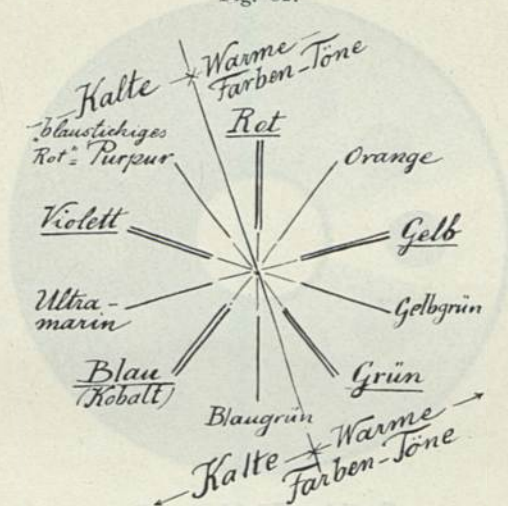 Kalte Warme
Farben-Töne
"blaustichiges
Rot" = Purpur
Rot
Orange
Violett
Gelb
Ultra-
marin
Gelbgrün
Blau
(Kobalt)
Grün
Blaugrün
Kalte Warme
Farben-Töne